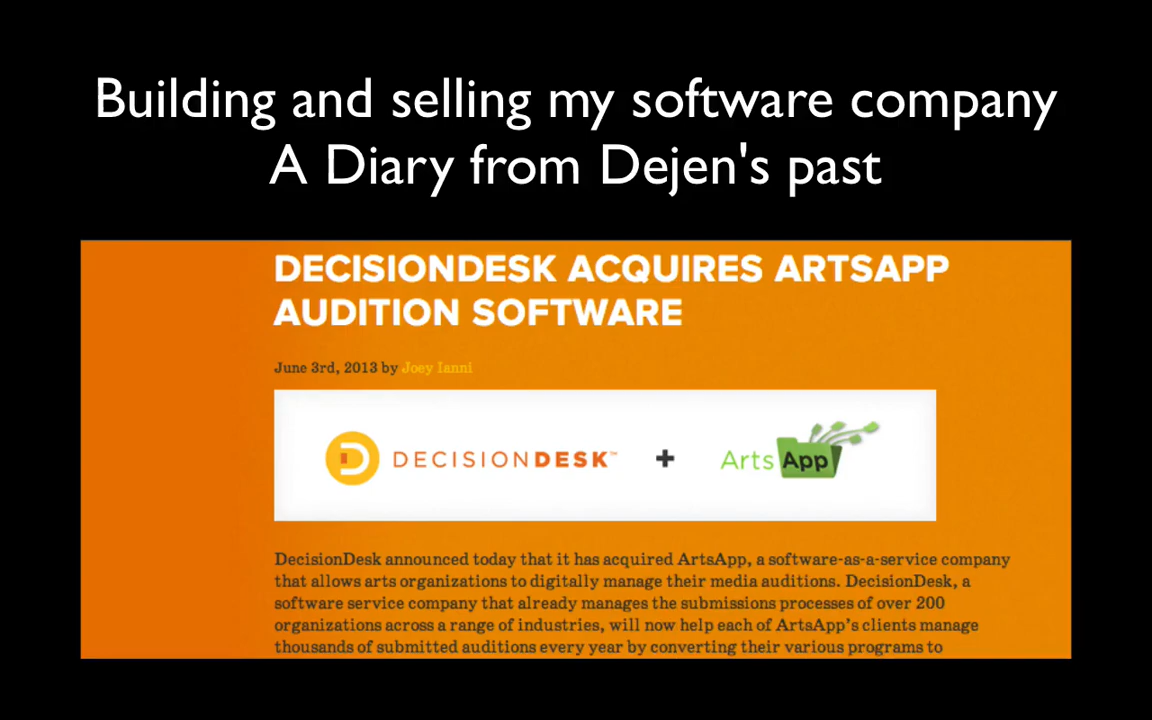 Building and selling my software company
A Diary from Dejen's past
DECISIONDESK ACQUIRES ARTSAPP
AUDITION SOFTWARE
June 3rd, 2013 by Joey Ianni
D DECISIONDESK™ + ArtsApp
DecisionDesk announced today that it has acquired ArtsApp, a software-as-a-service company
that allows arts organizations to digitally manage their media auditions. DecisionDesk, a
software service company that already manages the submissions processes of over 200
organizations across a range of industries, will now help each of ArtsApp's clients manage
thousands of submitted auditions every year by converting their various programs to